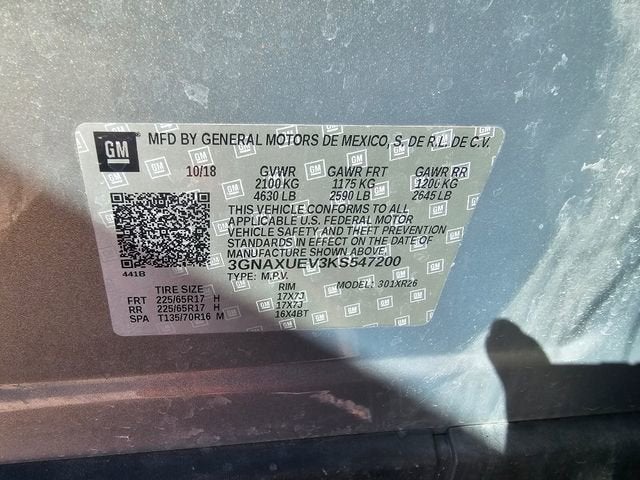 GM MFD BY GENERAL MOTORS DE MEXICO, S. DE R.L. DE C.V.
10/18 GVWR GAWR FRT GAWR RR
2100 KG 1175 KG 1200 KG
4630 LB 2590 LB 2645 LB
THIS VEHICLE CONFORMS TO ALL
APPLICABLE U.S. FEDERAL MOTOR
VEHICLE SAFETY AND THEFT PREVENTION
STANDARDS IN EFFECT ON THE DATE OF
MANUFACTURE SHOWN ABOVE.
3GNAXUEV3KS547200
441B TYPE: M.P.V. MODEL: 301XR26
TIRE SIZE RIM
FRT 225/65R17 H 17X7J
RR 225/65R17 H 17X7J
SPA T135/70R16 M 16X4BT